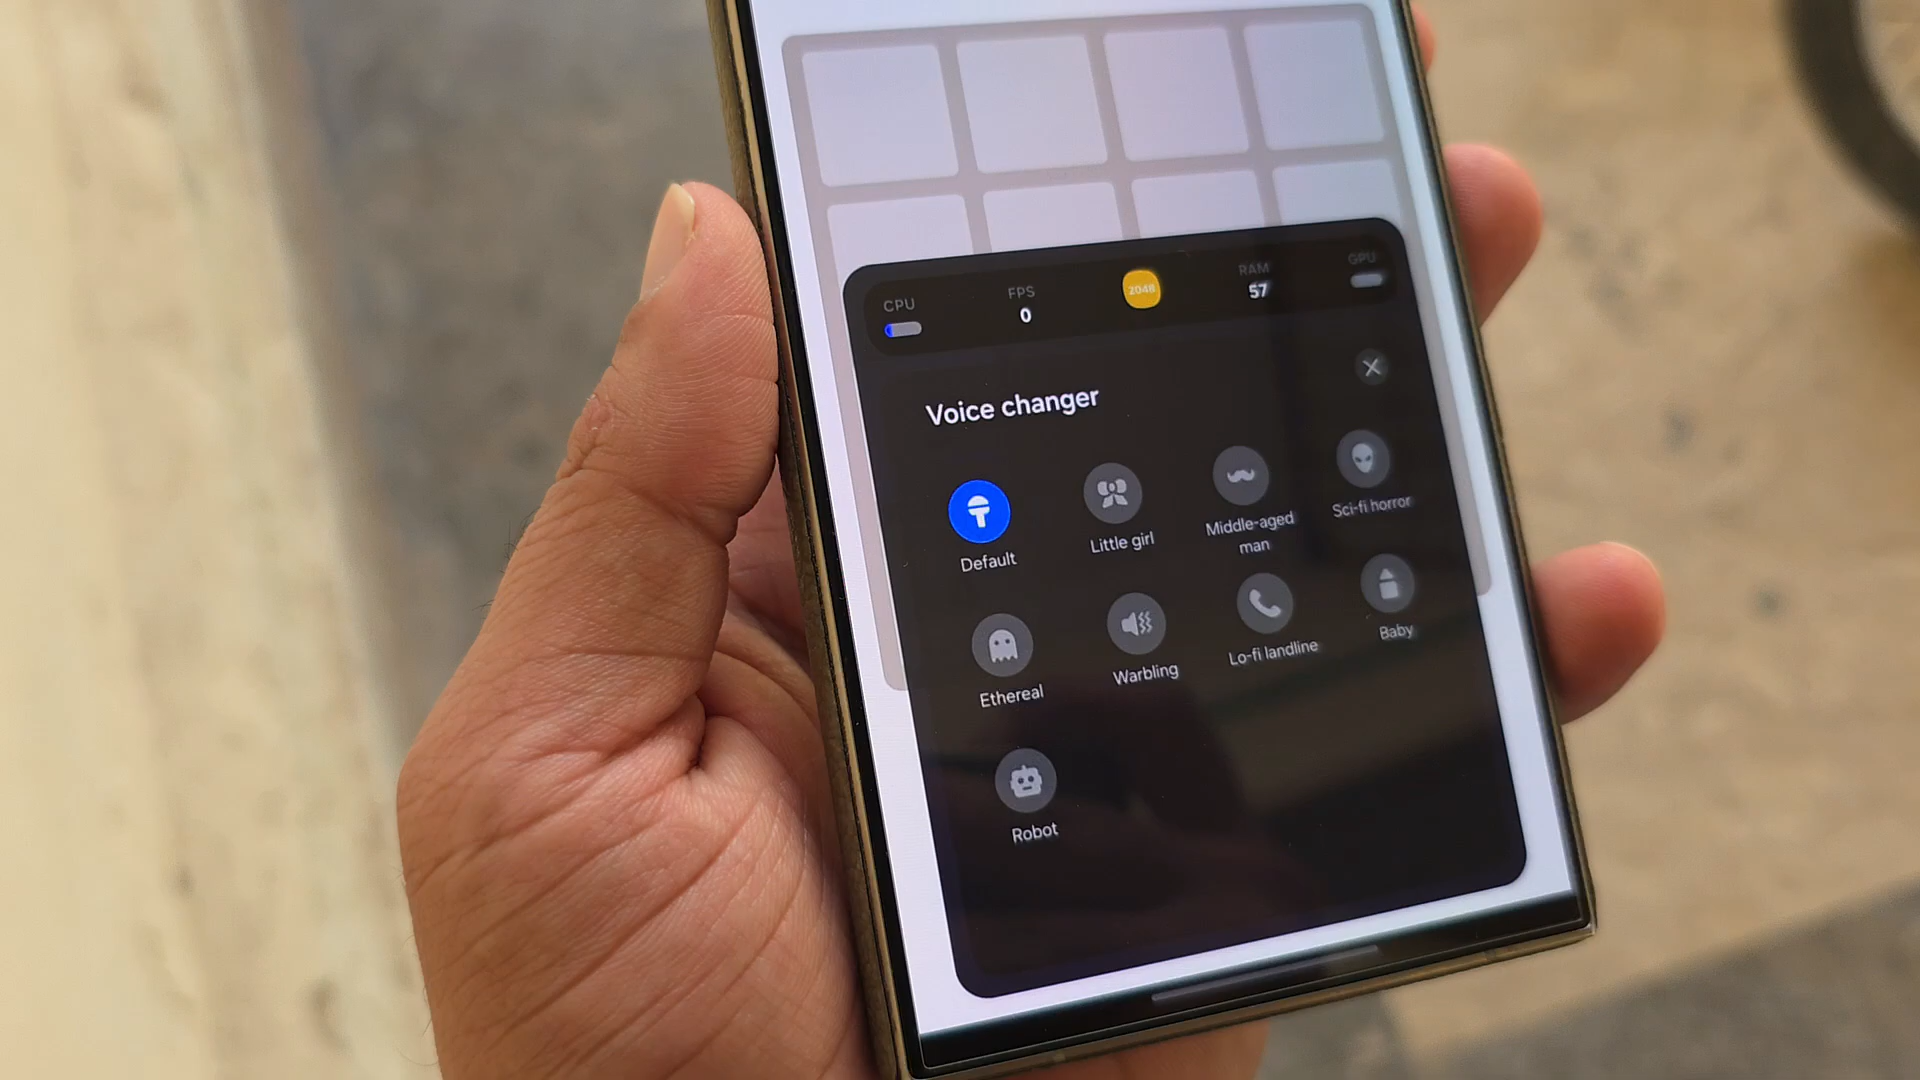 CPU
FPS
0
2048
RAM
57
GPU
Voice changer
Default
Little girl
Middle-aged
man
Sci-fi horror
Ethereal
Warbling
Lo-fi landline
Baby
Robot